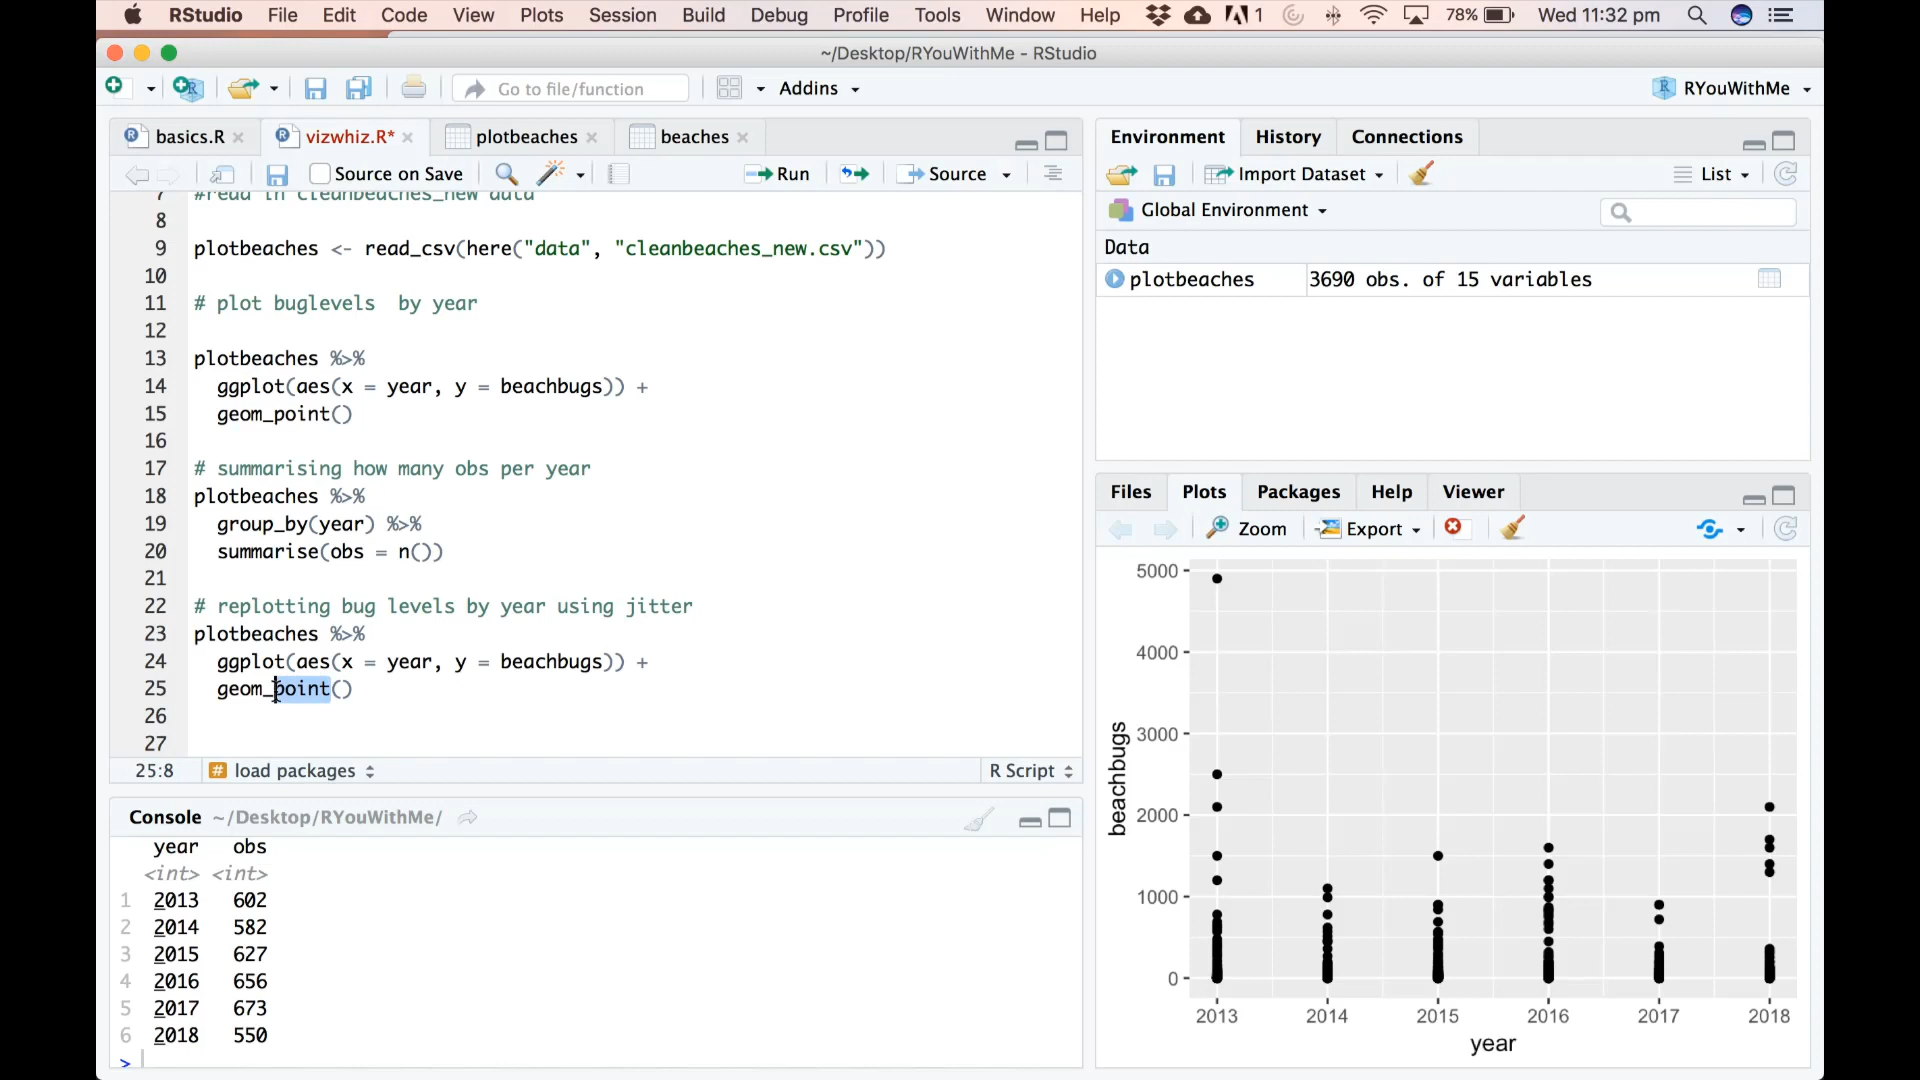 RStudio File Edit Code View Plots Session Build Debug Profile Tools Window Help 1 78% Wed 11:32 pm
~/Desktop/RYouWithMe - RStudio
Go to file/function Addins RYouWithMe
basics.R vizwhiz.R* plotbeaches beaches
Source on Save Run Source
7 #read in cleanbeaches_new data
8
9 plotbeaches <- read_csv(here("data", "cleanbeaches_new.csv"))
10
11 # plot buglevels  by year
12
13 plotbeaches %>%
14 ggplot(aes(x = year, y = beachbugs)) +
15 geom_point()
16
17 # summarising how many obs per year
18 plotbeaches %>%
19 group_by(year) %>%
20 summarise(obs = n())
21
22 # replotting bug levels by year using jitter
23 plotbeaches %>%
24 ggplot(aes(x = year, y = beachbugs)) +
25 geom_point()
26
27
25:8 # load packages R Script
Console ~/Desktop/RYouWithMe/
year obs
<int> <int>
1 2013 602
2 2014 582
3 2015 627
4 2016 656
5 2017 673
6 2018 550
>
Environment History Connections
Import Dataset List
Global Environment
Data
plotbeaches 3690 obs. of 15 variables
Files Plots Packages Help Viewer
Zoom Export
5000
4000
3000
2000
1000
0
beachbugs
2013 2014 2015 2016 2017 2018
year